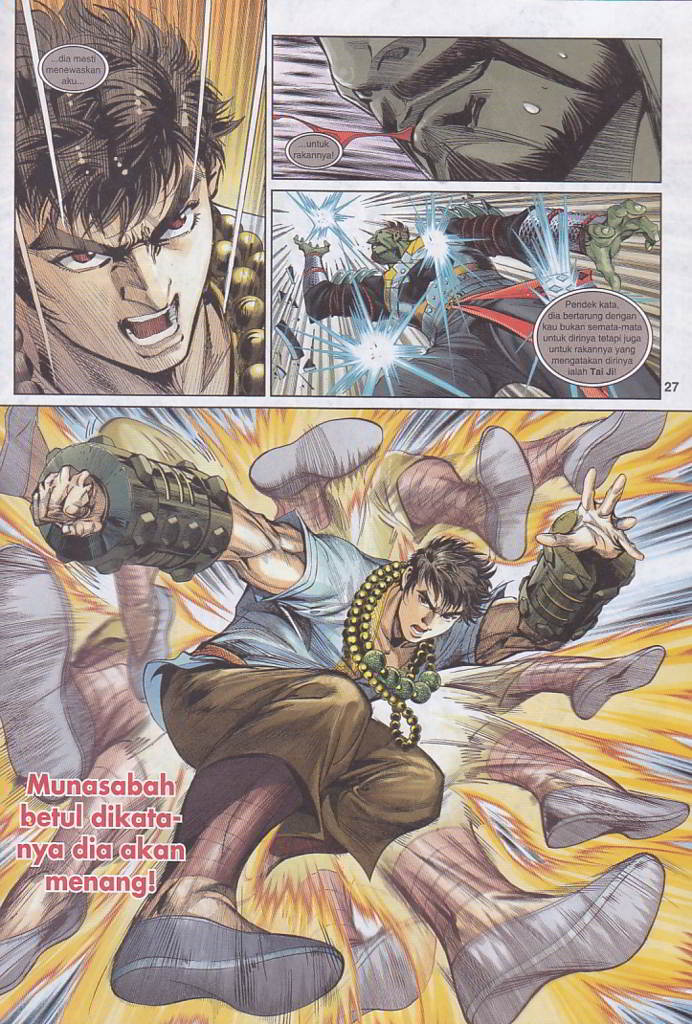 ...dia mesti
menewaskan
aku...
...untuk
rakannya!
Pendek kata,
dia bertarung dengan
kau bukan semata-mata
untuk dirinya tetapi juga
untuk rakannya yang
mengatakan dirinya
ialah Tai Ji!
27
Munasabah
betul dikata-
nya dia akan
menang!